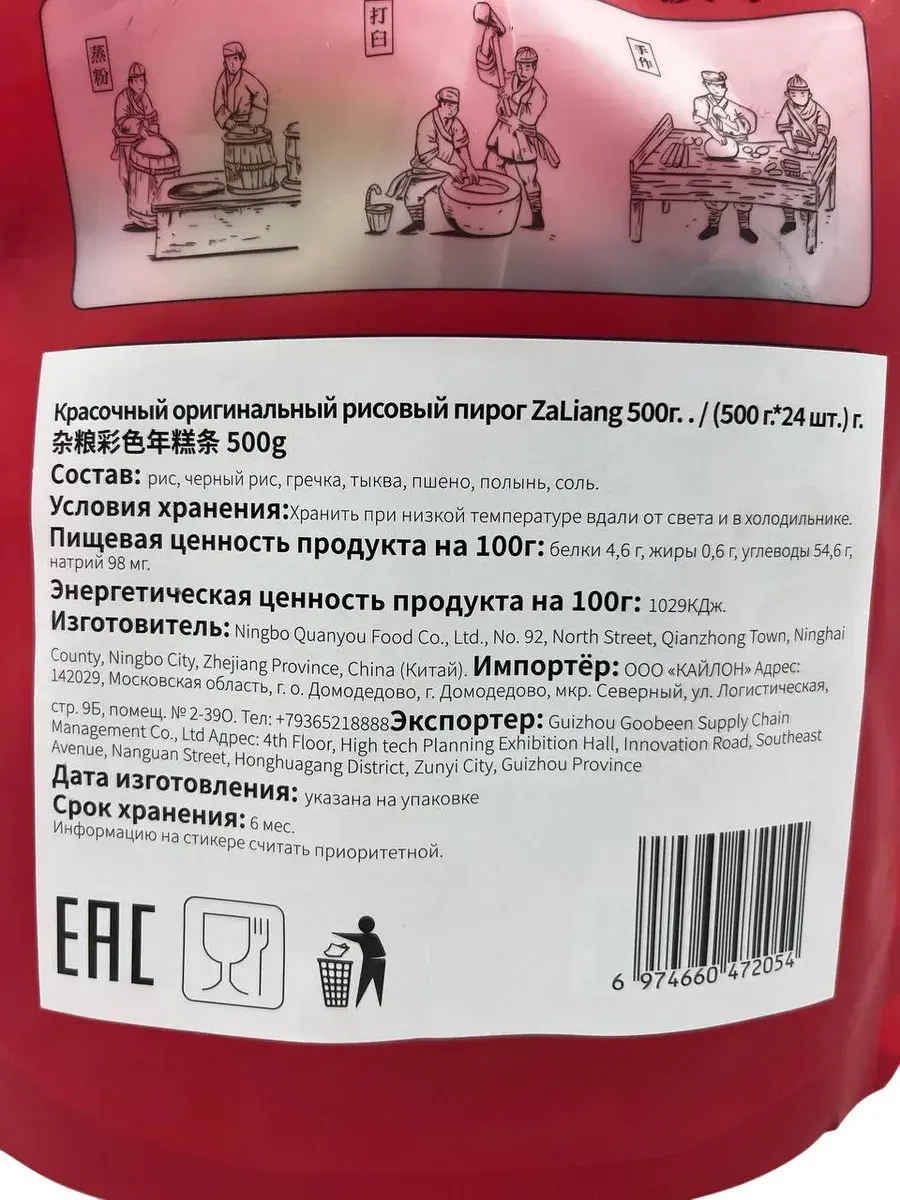 蒸粉
打臼
手作
Красочный оригинальный рисовый пирог ZaLiang 500г. . / (500 г.*24 шт.) г.
杂粮彩色年糕条 500g
Состав: рис, черный рис, гречка, тыква, пшено, полынь, соль.
Условия хранения:Хранить при низкой температуре вдали от света и в холодильнике.
Пищевая ценность продукта на 100г: белки 4,6 г, жиры 0,6 г, углеводы 54,6 г,
натрий 98 мг.
Энергетическая ценность продукта на 100г: 1029КДж.
Изготовитель: Ningbo Quanyou Food Co., Ltd., No. 92, North Street, Qianzhong Town, Ninghai
County, Ningbo City, Zhejiang Province, China (Китай). Импортёр: ООО «КАЙЛОН» Адрес:
142029, Московская область, г. о. Домодедово, г. Домодедово, мкр. Северный, ул. Логистическая,
стр. 9Б, помещ. № 2-39О. Тел: +79365218888Экспортер: Guizhou Goobeen Supply Chain
Management Co., Ltd Адрес: 4th Floor, High tech Planning Exhibition Hall, Innovation Road, Southeast
Avenue, Nanguan Street, Honghuagang District, Zunyi City, Guizhou Province
Дата изготовления: указана на упаковке
Срок хранения: 6 мес.
Информацию на стикере считать приоритетной.
EAC
6 974660 472054